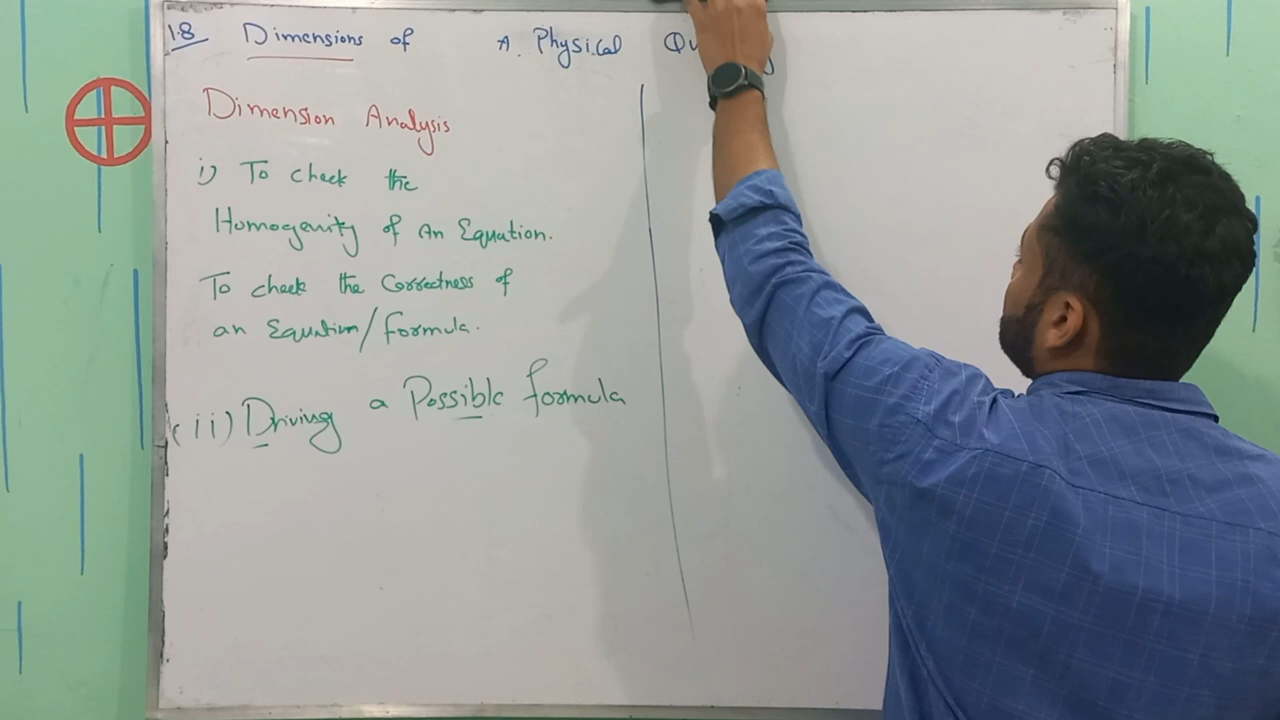 1.8 Dimensions of A. Physical
Dimension Analysis
i) To check the
Homogenity of An Equation.
To check the Correctness of
an Equation/formula.
(ii) Driving a Possible formula